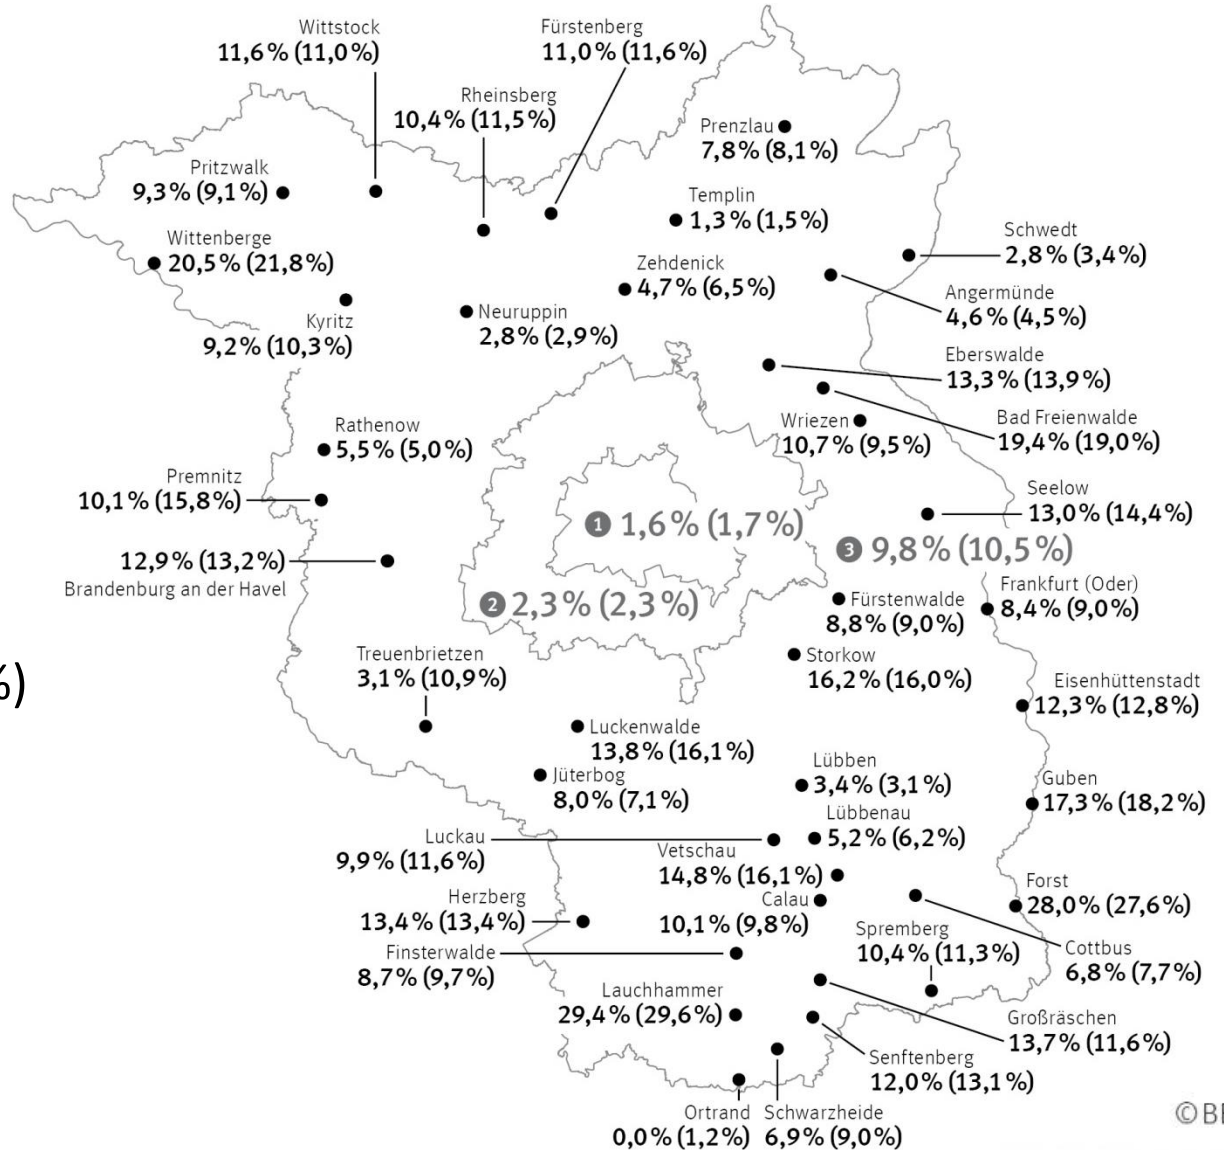 Wittstock
11,6 % (11,0 %)
Fürstenberg
11,0 % (11,6 %)
Rheinsberg
10,4 % (11,5 %)
Prenzlau
7,8 % (8,1 %)
Pritzwalk
9,3 % (9,1 %)
Templin
1,3 % (1,5 %)
Wittenberge
20,5 % (21,8 %)
Schwedt
2,8 % (3,4 %)
Zehdenick
4,7 % (6,5 %)
Angermünde
4,6 % (4,5 %)
Kyritz
9,2 % (10,3 %)
Neuruppin
2,8 % (2,9 %)
Eberswalde
13,3 % (13,9 %)
Bad Freienwalde
19,4 % (19,0 %)
Wriezen
10,7 % (9,5 %)
Rathenow
5,5 % (5,0 %)
Premnitz
10,1 % (15,8 %)
Seelow
13,0 % (14,4 %)
1 1,6 % (1,7 %)
3 9,8 % (10,5 %)
12,9 % (13,2 %)
Brandenburg an der Havel
2 2,3 % (2,3 %)
Fürstenwalde
8,8 % (9,0 %)
Frankfurt (Oder)
8,4 % (9,0 %)
Treuenbrietzen
3,1 % (10,9 %)
Storkow
16,2 % (16,0 %)
%)
Eisenhüttenstadt
12,3 % (12,8 %)
Luckenwalde
13,8 % (16,1 %)
Jüterbog
8,0 % (7,1 %)
Lübben
3,4 % (3,1 %)
Guben
17,3 % (18,2 %)
Lübbenau
5,2 % (6,2 %)
Luckau
9,9 % (11,6 %)
Vetschau
14,8 % (16,1 %)
Herzberg
13,4 % (13,4 %)
Calau
10,1 % (9,8 %)
Forst
28,0 % (27,6 %)
Spremberg
10,4 % (11,3 %)
Cottbus
6,8 % (7,7 %)
Finsterwalde
8,7 % (9,7 %)
Lauchhammer
29,4 % (29,6 %)
Großräschen
13,7 % (11,6 %)
Senftenberg
12,0 % (13,1 %)
Ortrand
0,0 % (1,2 %)
Schwarzheide
6,9 % (9,0 %)
©